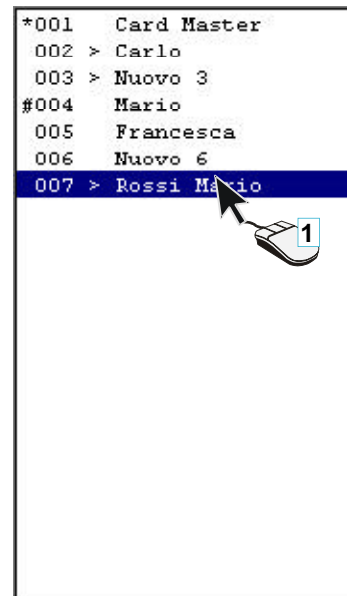 *001 Card Master
002 > Carlo
003 > Nuovo 3
#004 Mario
005 Francesca
006 Nuovo 6
007 > Rossi Mario
1